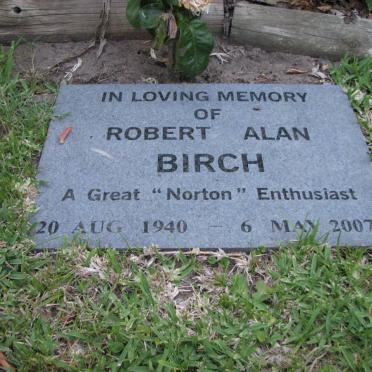 IN LOVING MEMORY
OF
ROBERT ALAN
BIRCH
A Great "Norton" Enthusiast
20 AUG 1940 - 6 MAY 2007